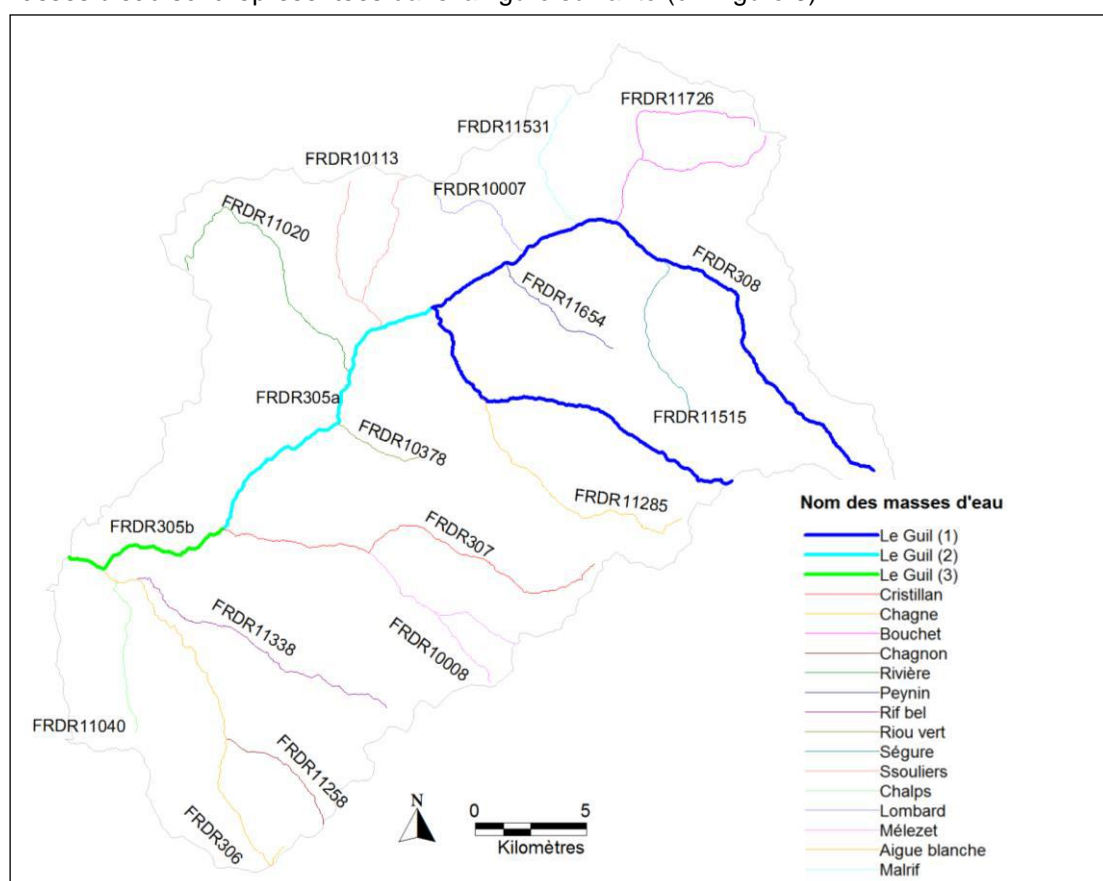 FRDR11726
FRDR11531
FRDR10113
FRDR10007
FRDR11020
FRDR308
FRDR11654
FRDR305a
FRDR11515
FRDR10378
FRDR11285
FRDR305b
FRDR307
FRDR11338
FRDR10008
FRDR11040
FRDR11258
FRDR306
N
0 5
Kilomètres
Nom des masses d'eau
Le Guil (1)
Le Guil (2)
Le Guil (3)
Cristillan
Chagne
Bouchet
Chagnon
Rivière
Peynin
Rif bel
Riou vert
Ségure
Ssouliers
Chalps
Lombard
Mélezet
Aigue blanche
Malrif